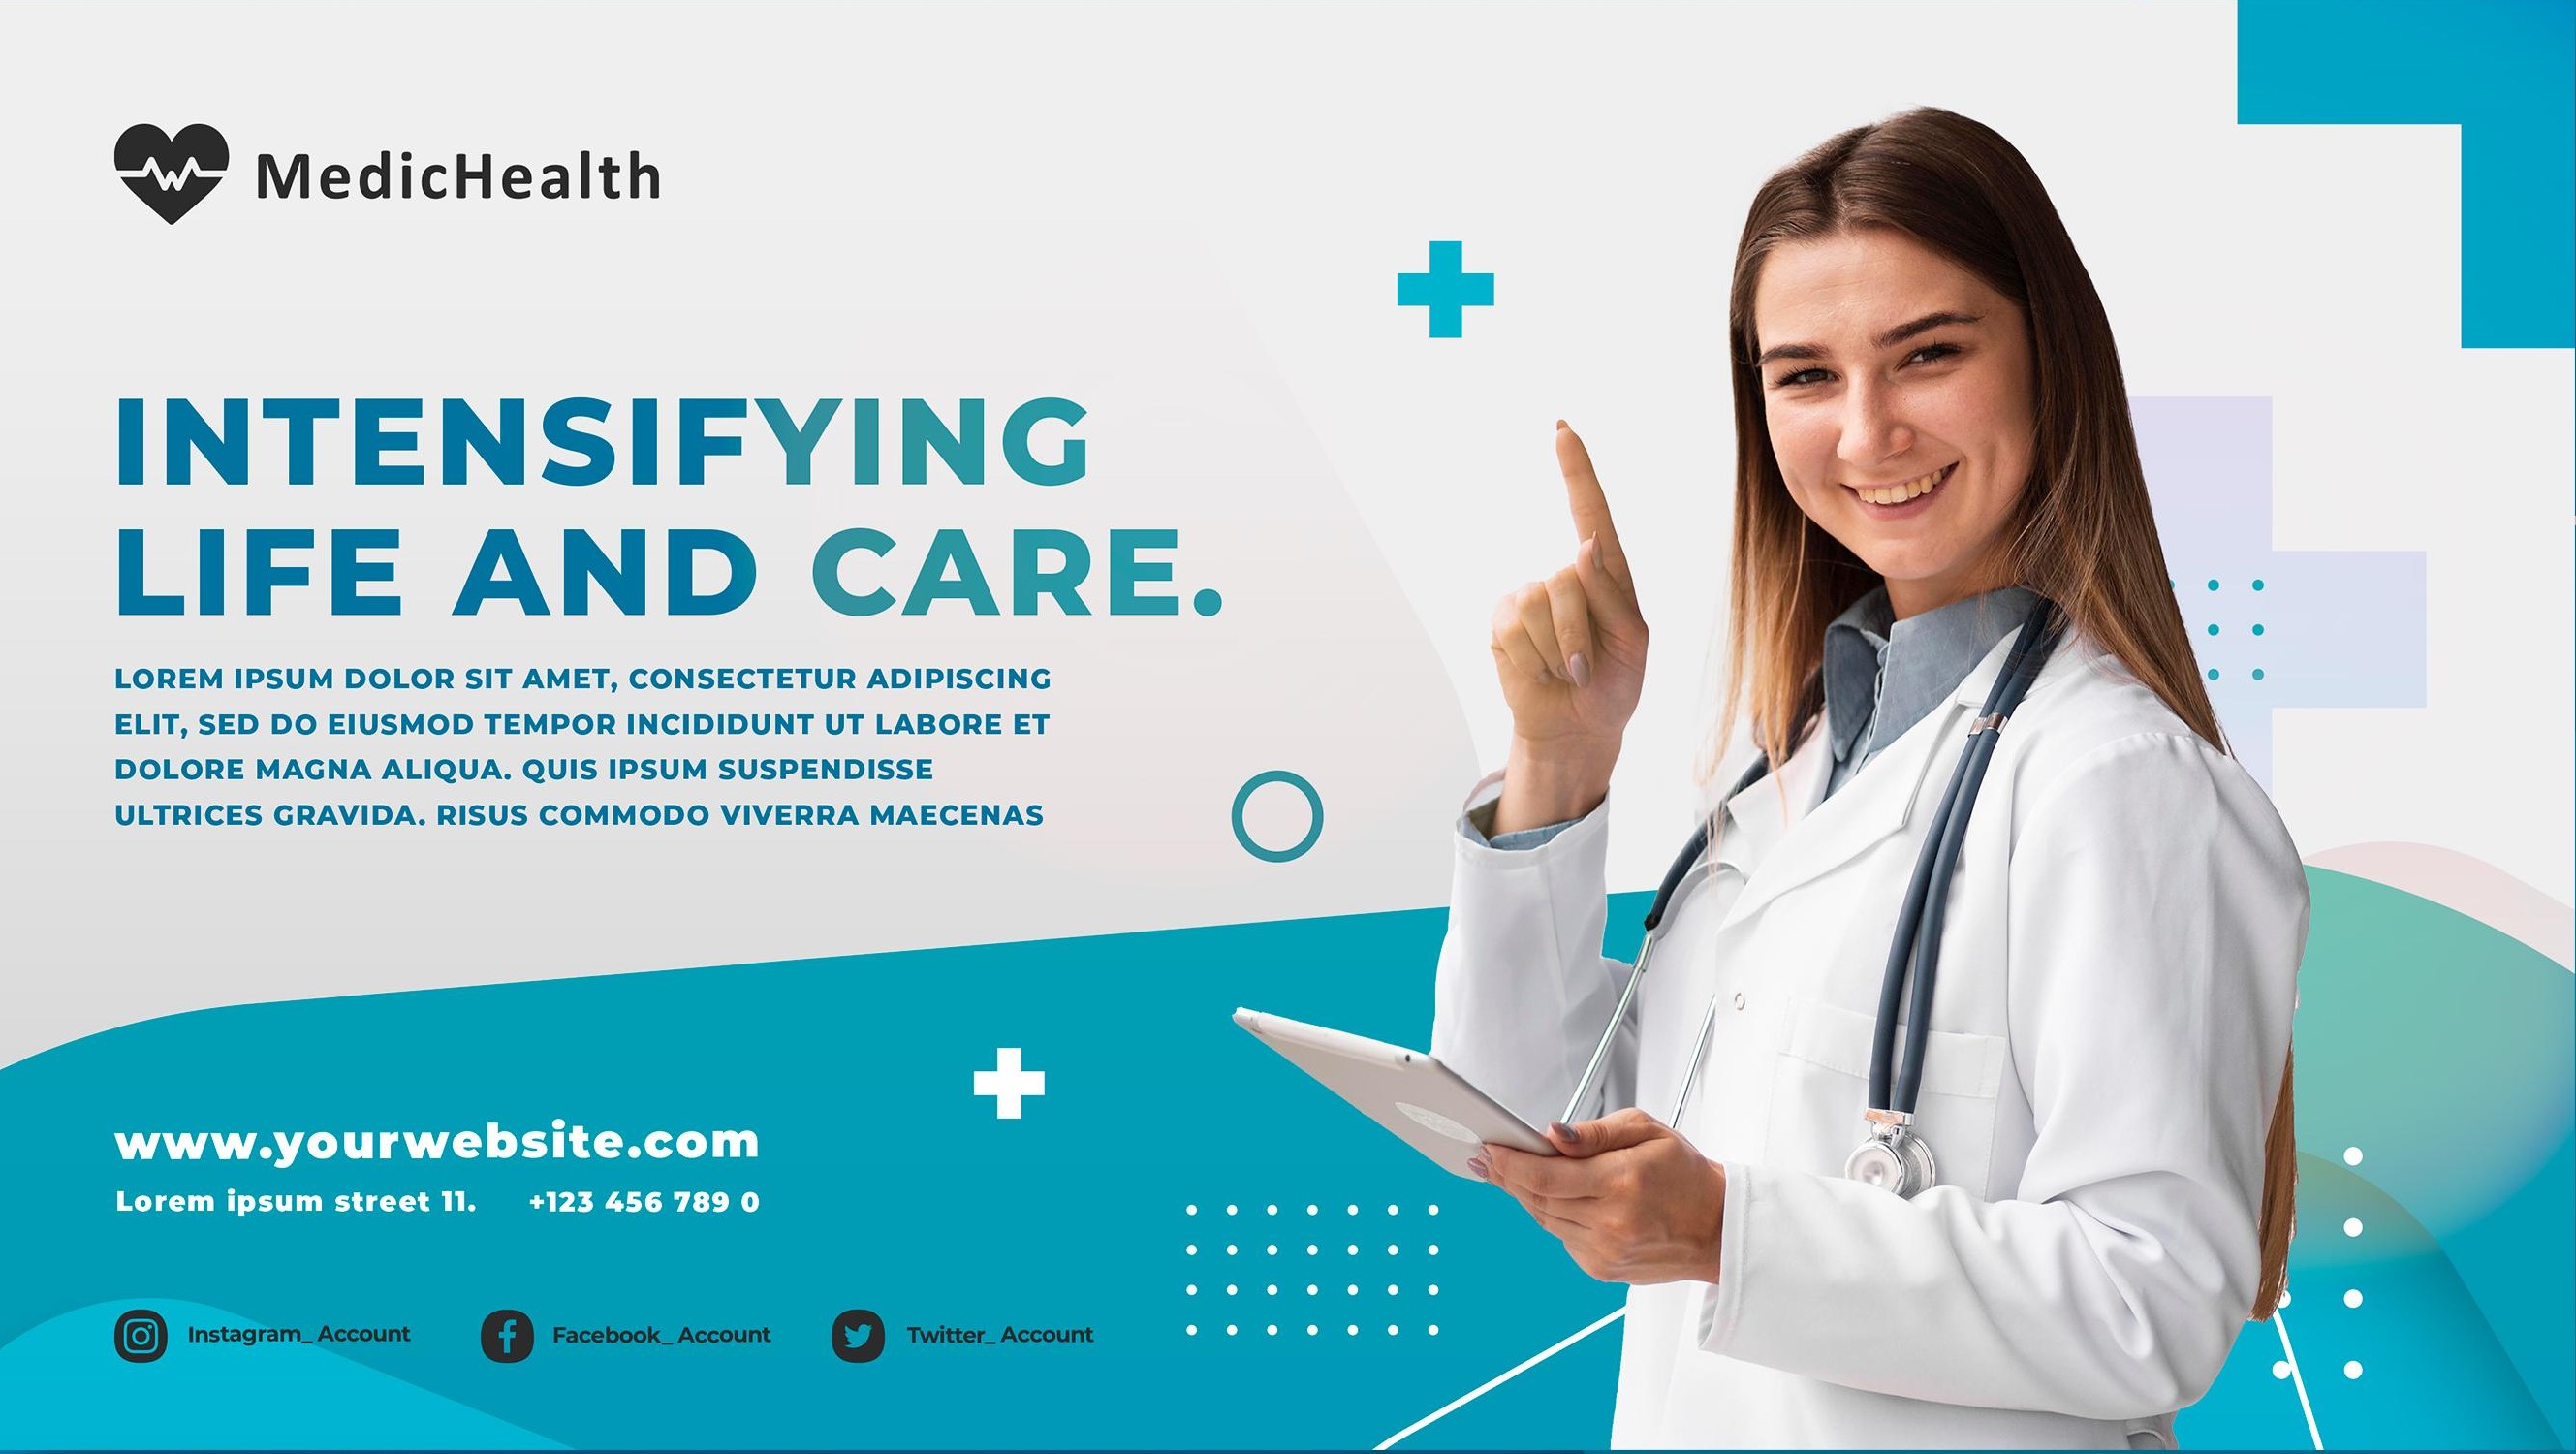 MedicHealth
INTENSIFYING
LIFE AND CARE.
LOREM IPSUM DOLOR SIT AMET, CONSECTETUR ADIPISCING
ELIT, SED DO EIUSMOD TEMPOR INCIDIDUNT UT LABORE ET
DOLORE MAGNA ALIQUA. QUIS IPSUM SUSPENDISSE
ULTRICES GRAVIDA. RISUS COMMODO VIVERRA MAECENAS
www.yourwebsite.com
Lorem ipsum street 11. +123 456 789 0
Instagram_ Account Facebook_ Account Twitter_ Account